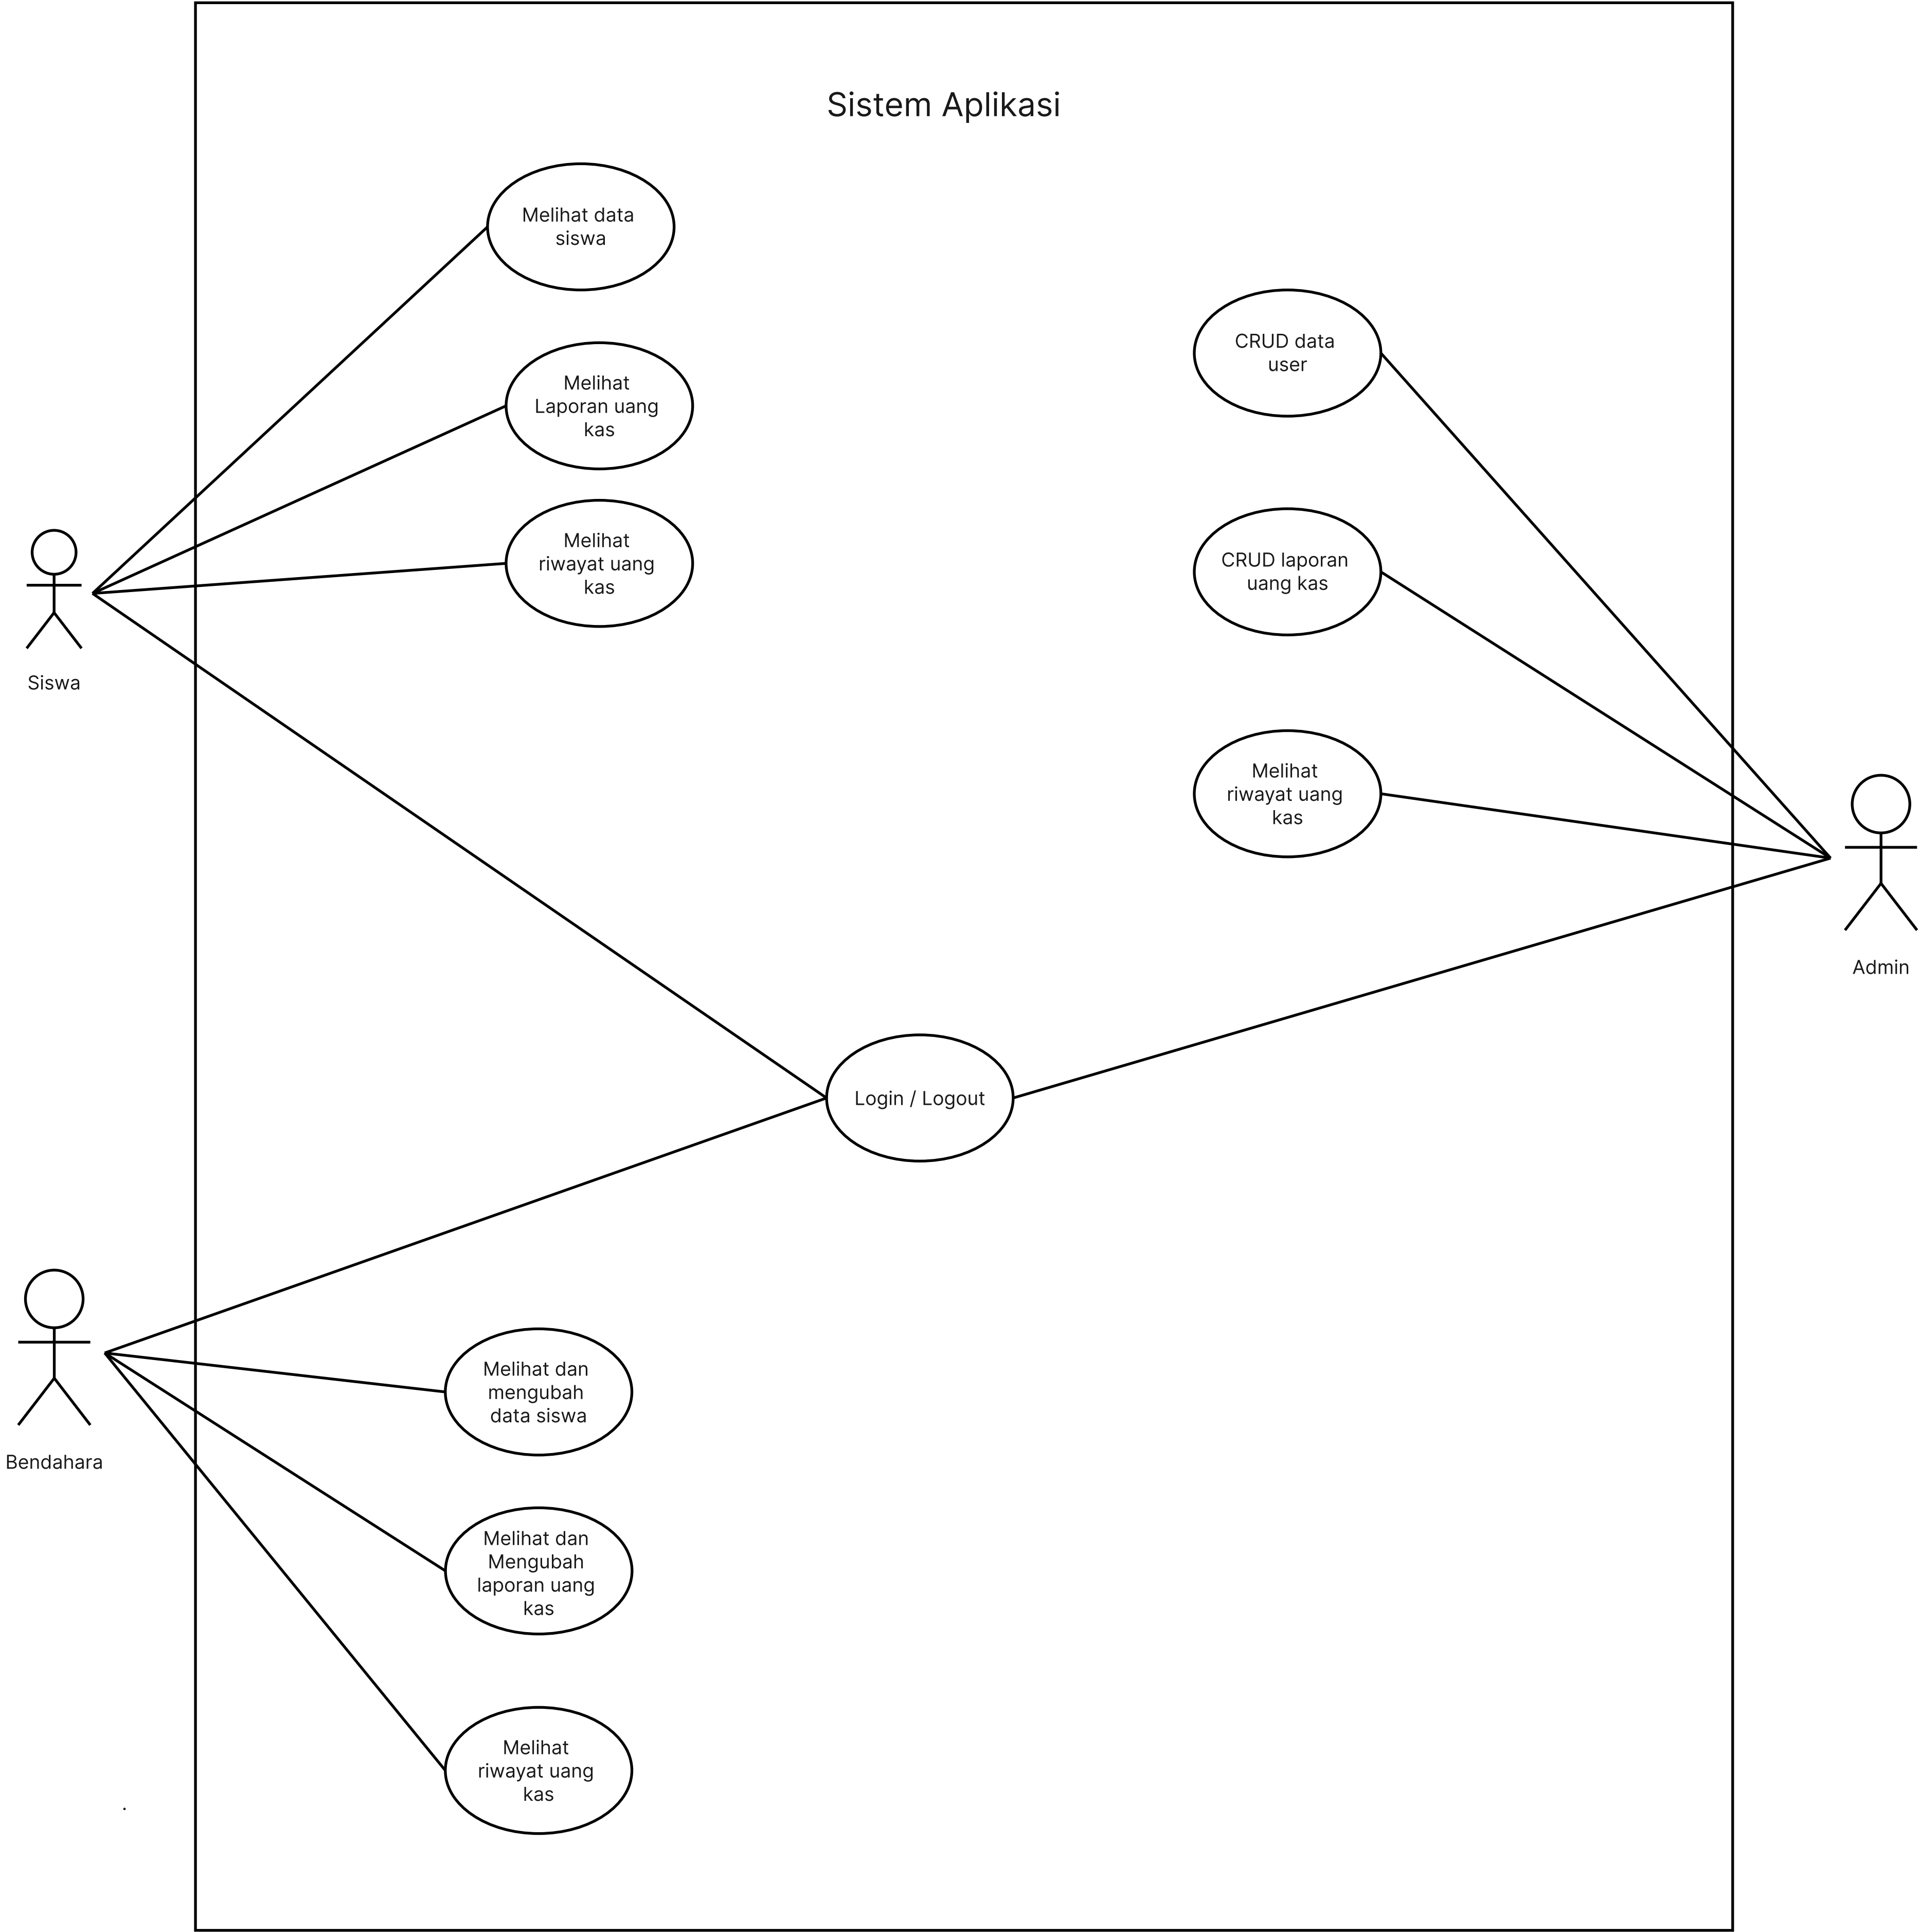 Sistem Aplikasi
Melihat data
siswa
Melihat
Laporan uang
kas
Melihat
riwayat uang
kas
Siswa
CRUD data
user
CRUD laporan
uang kas
Melihat
riwayat uang
kas
Admin
Login / Logout
Bendahara
Melihat dan
mengubah
data siswa
Melihat dan
Mengubah
laporan uang
kas
Melihat
riwayat uang
kas
.